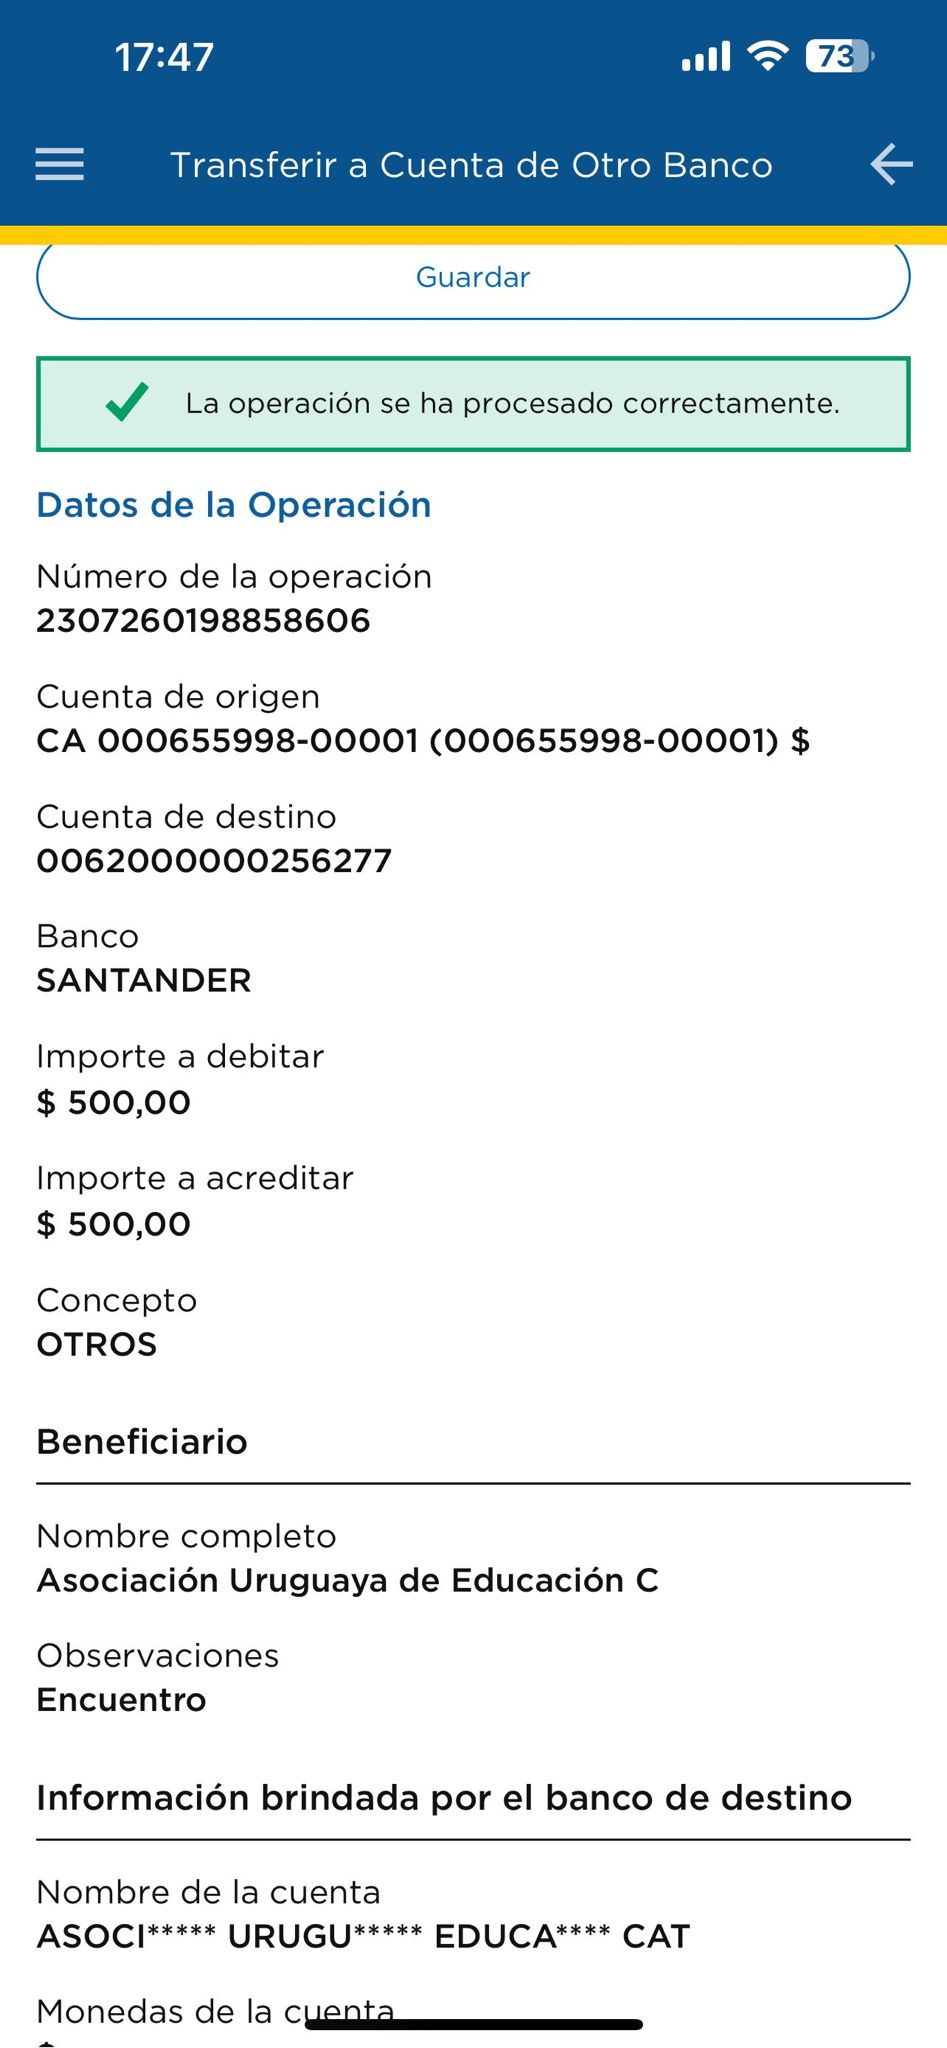 17:47
73
Transferir a Cuenta de Otro Banco
Guardar
La operación se ha procesado correctamente.
Datos de la Operación
Número de la operación
2307260198858606
Cuenta de origen
CA 000655998-00001 (000655998-00001) $
Cuenta de destino
0062000000256277
Banco
SANTANDER
Importe a debitar
$ 500,00
Importe a acreditar
$ 500,00
Concepto
OTROS
Beneficiario
Nombre completo
Asociación Uruguaya de Educación C
Observaciones
Encuentro
Información brindada por el banco de destino
Nombre de la cuenta
ASOCI***** URUGU***** EDUCA**** CAT
Monedas de la cuenta